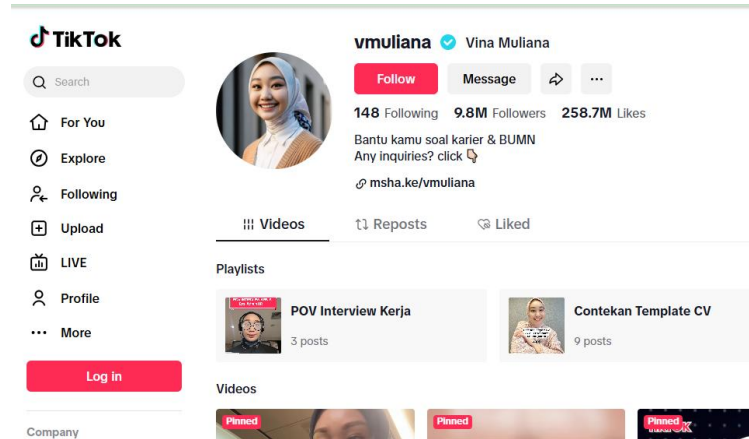 TikTok
Search
For You
Explore
Following
Upload
LIVE
Profile
More
Log in
Company
vmuliana Vina Muliana
Follow Message
148 Following 9.8M Followers 258.7M Likes
Bantu kamu soal karier & BUMN
Any inquiries? click
msha.ke/vmuliana
Videos Reposts Liked
Playlists
POV Interview Kerja
3 posts
Contekan Template CV
9 posts
Videos
Pinned
Pinned
Pinned